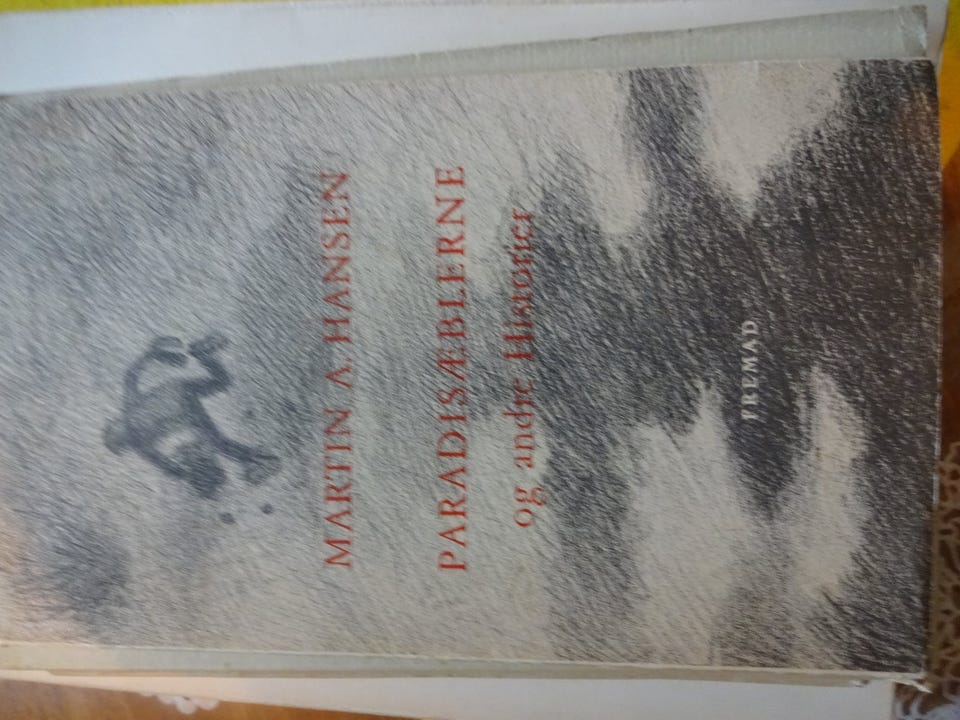 MARTIN A. HANSEN
PARADISÆBLERNE
og andre Historier
FREMAD